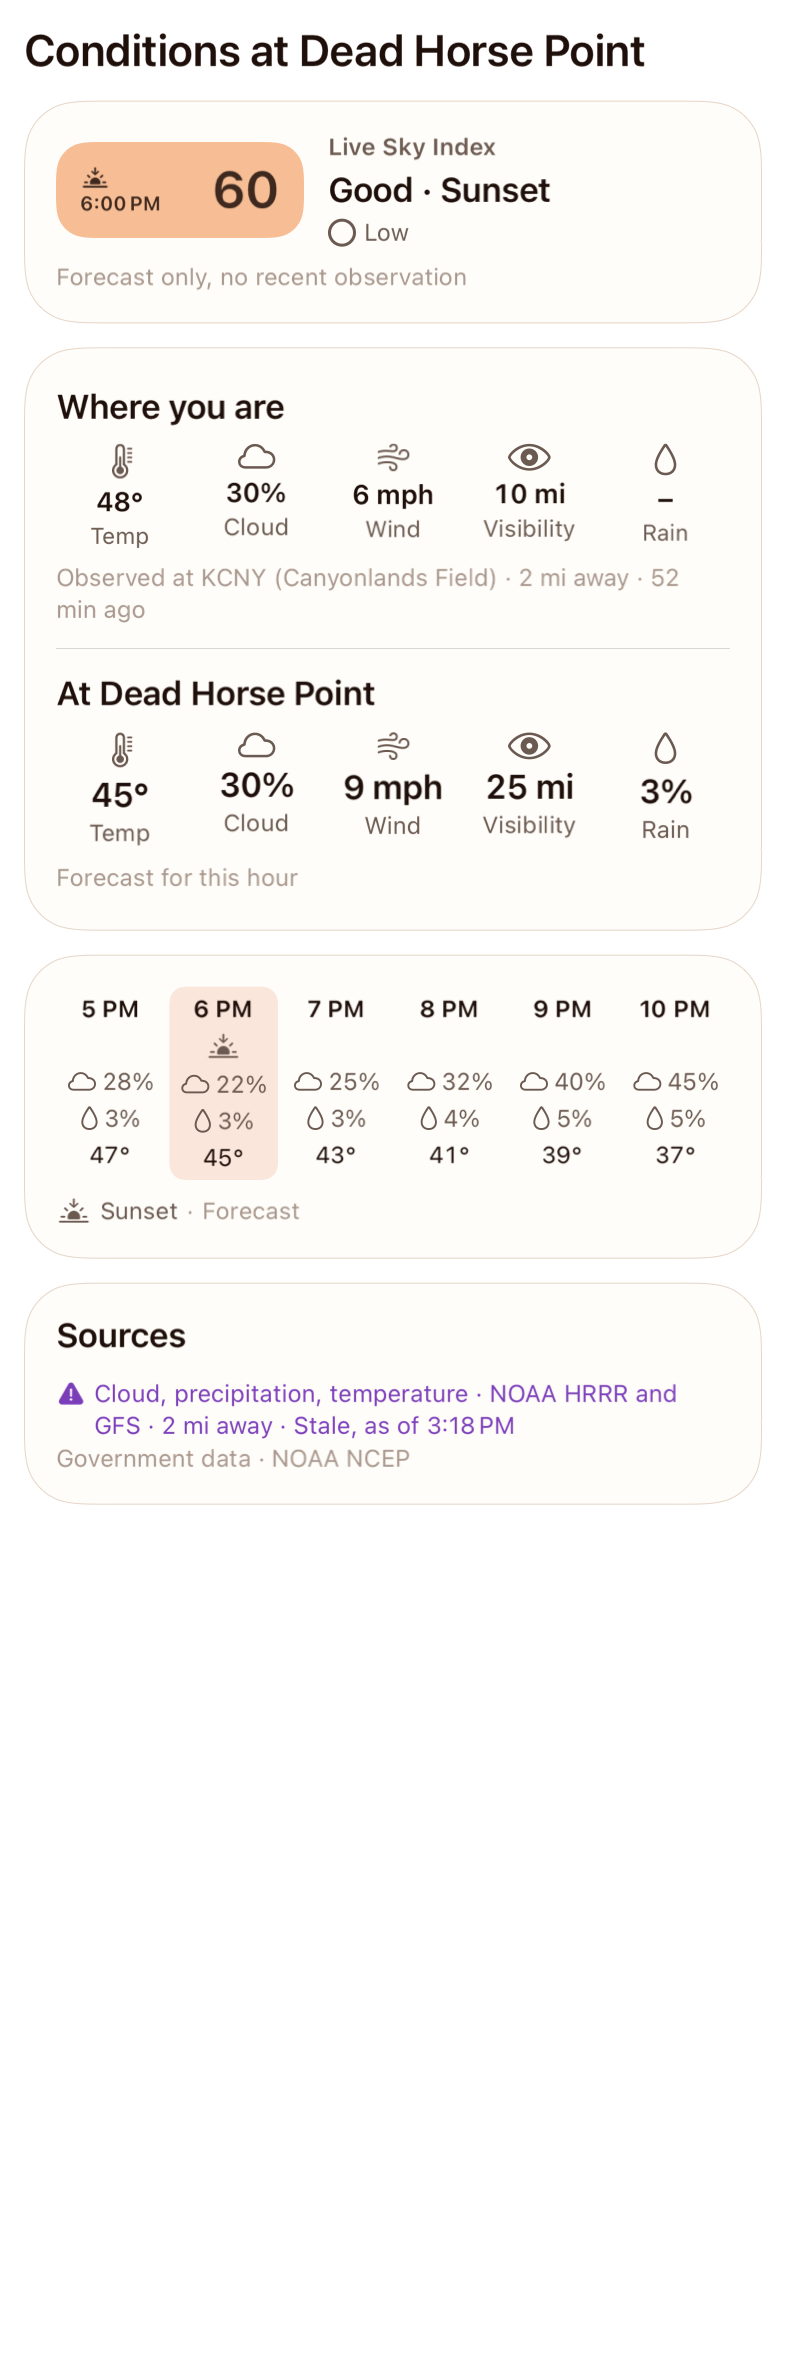 Conditions at Dead Horse Point
Live Sky Index
6:00 PM 60
Good · Sunset
Low
Forecast only, no recent observation
Where you are
48° 30% 6 mph 10 mi –
Temp Cloud Wind Visibility Rain
Observed at KCNY (Canyonlands Field) · 2 mi away · 52
min ago
At Dead Horse Point
45° 30% 9 mph 25 mi 3%
Temp Cloud Wind Visibility Rain
Forecast for this hour
5 PM 6 PM 7 PM 8 PM 9 PM 10 PM
28% 22% 25% 32% 40% 45%
3% 3% 3% 4% 5% 5%
47° 45° 43° 41° 39° 37°
Sunset · Forecast
Sources
Cloud, precipitation, temperature · NOAA HRRR and
GFS · 2 mi away · Stale, as of 3:18 PM
Government data · NOAA NCEP